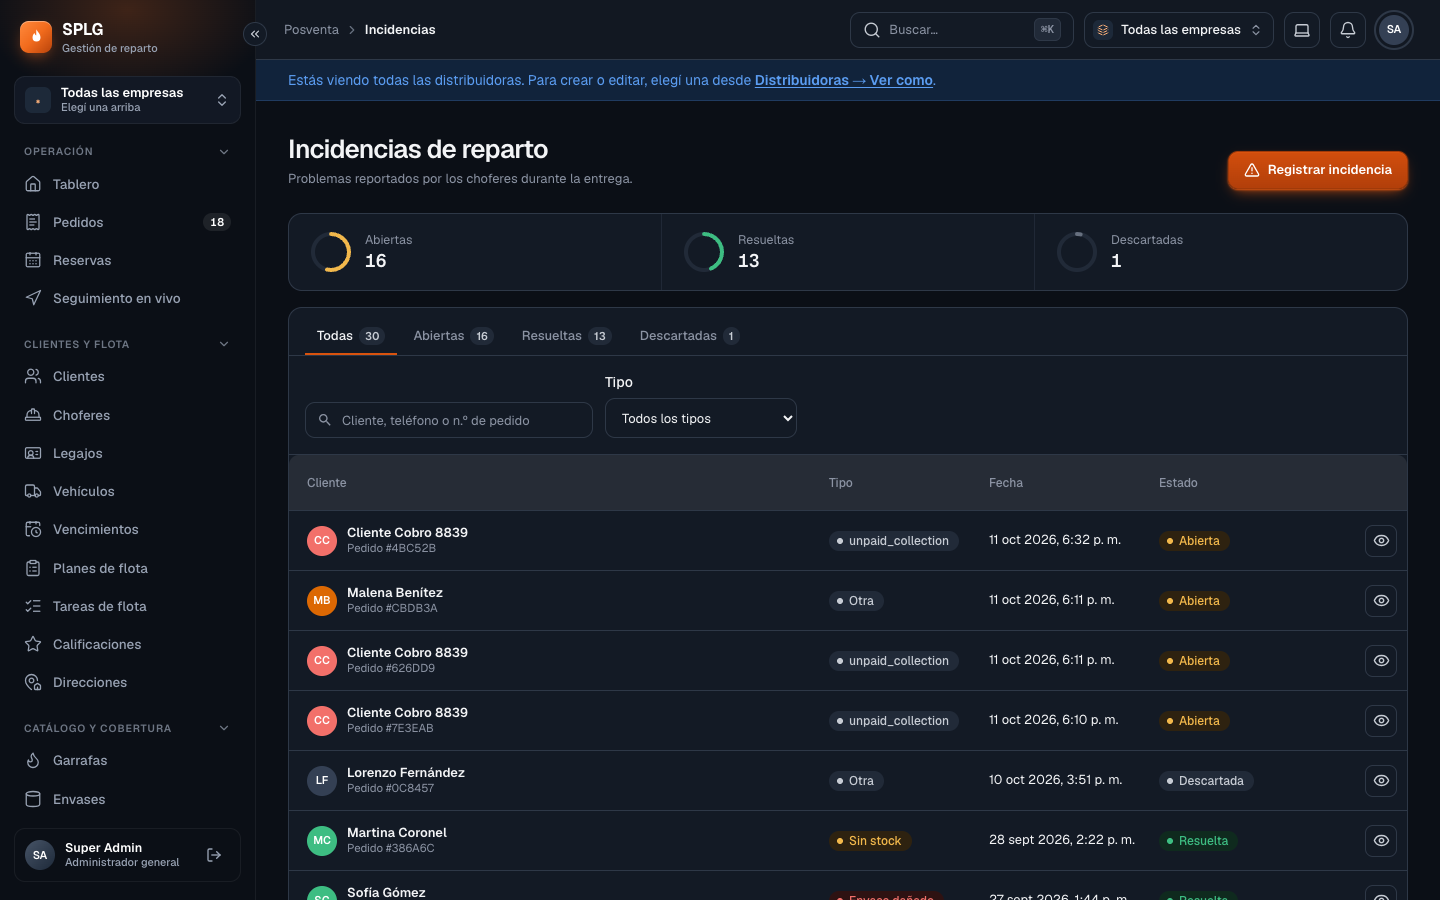 SPLG
Gestión de reparto
Todas las empresas
Elegí una arriba
OPERACIÓN
Tablero
Pedidos 18
Reservas
Seguimiento en vivo
CLIENTES Y FLOTA
Clientes
Choferes
Legajos
Vehículos
Vencimientos
Planes de flota
Tareas de flota
Calificaciones
Direcciones
CATÁLOGO Y COBERTURA
Garrafas
Envases
SA Super Admin
Administrador general
Posventa > Incidencias
Buscar... ⌘K
Todas las empresas
SA
Estás viendo todas las distribuidoras. Para crear o editar, elegí una desde Distribuidoras → Ver como.
Incidencias de reparto
Problemas reportados por los choferes durante la entrega.
Registrar incidencia
Abiertas
16
Resueltas
13
Descartadas
1
Todas 30 Abiertas 16 Resueltas 13 Descartadas 1
Tipo
Cliente, teléfono o n.º de pedido
Todos los tipos
Cliente Tipo Fecha Estado
CC Cliente Cobro 8839
Pedido #4BC52B
unpaid_collection 11 oct 2026, 6:32 p. m. Abierta
MB Malena Benítez
Pedido #CBDB3A
Otra 11 oct 2026, 6:11 p. m. Abierta
CC Cliente Cobro 8839
Pedido #626DD9
unpaid_collection 11 oct 2026, 6:11 p. m. Abierta
CC Cliente Cobro 8839
Pedido #7E3EAB
unpaid_collection 11 oct 2026, 6:10 p. m. Abierta
LF Lorenzo Fernández
Pedido #0C8457
Otra 10 oct 2026, 3:51 p. m. Descartada
MC Martina Coronel
Pedido #386A6C
Sin stock 28 sept 2026, 2:22 p. m. Resuelta
SG Sofía Gómez
Envase dañado 27 sept 2026, 1:44 p. m. Resuelta